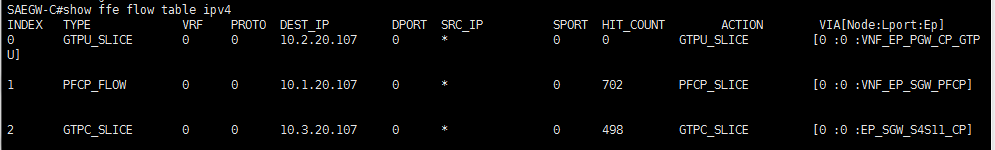 SAEGW-C#show ffe flow table ipv4
INDEX TYPE VRF PROTO DEST_IP DPORT SRC_IP SPORT HIT_COUNT ACTION VIA[Node:Lport:Ep]
0 GTPU_SLICE 0 0 10.2.20.107 0 * 0 0 GTPU_SLICE [0 :0 :VNF_EP_PGW_CP_GTP
U]
1 PFCP_FLOW 0 0 10.1.20.107 0 * 0 702 PFCP_SLICE [0 :0 :VNF_EP_SGW_PFCP]
2 GTPC_SLICE 0 0 10.3.20.107 0 * 0 498 GTPC_SLICE [0 :0 :EP_SGW_S4S11_CP]